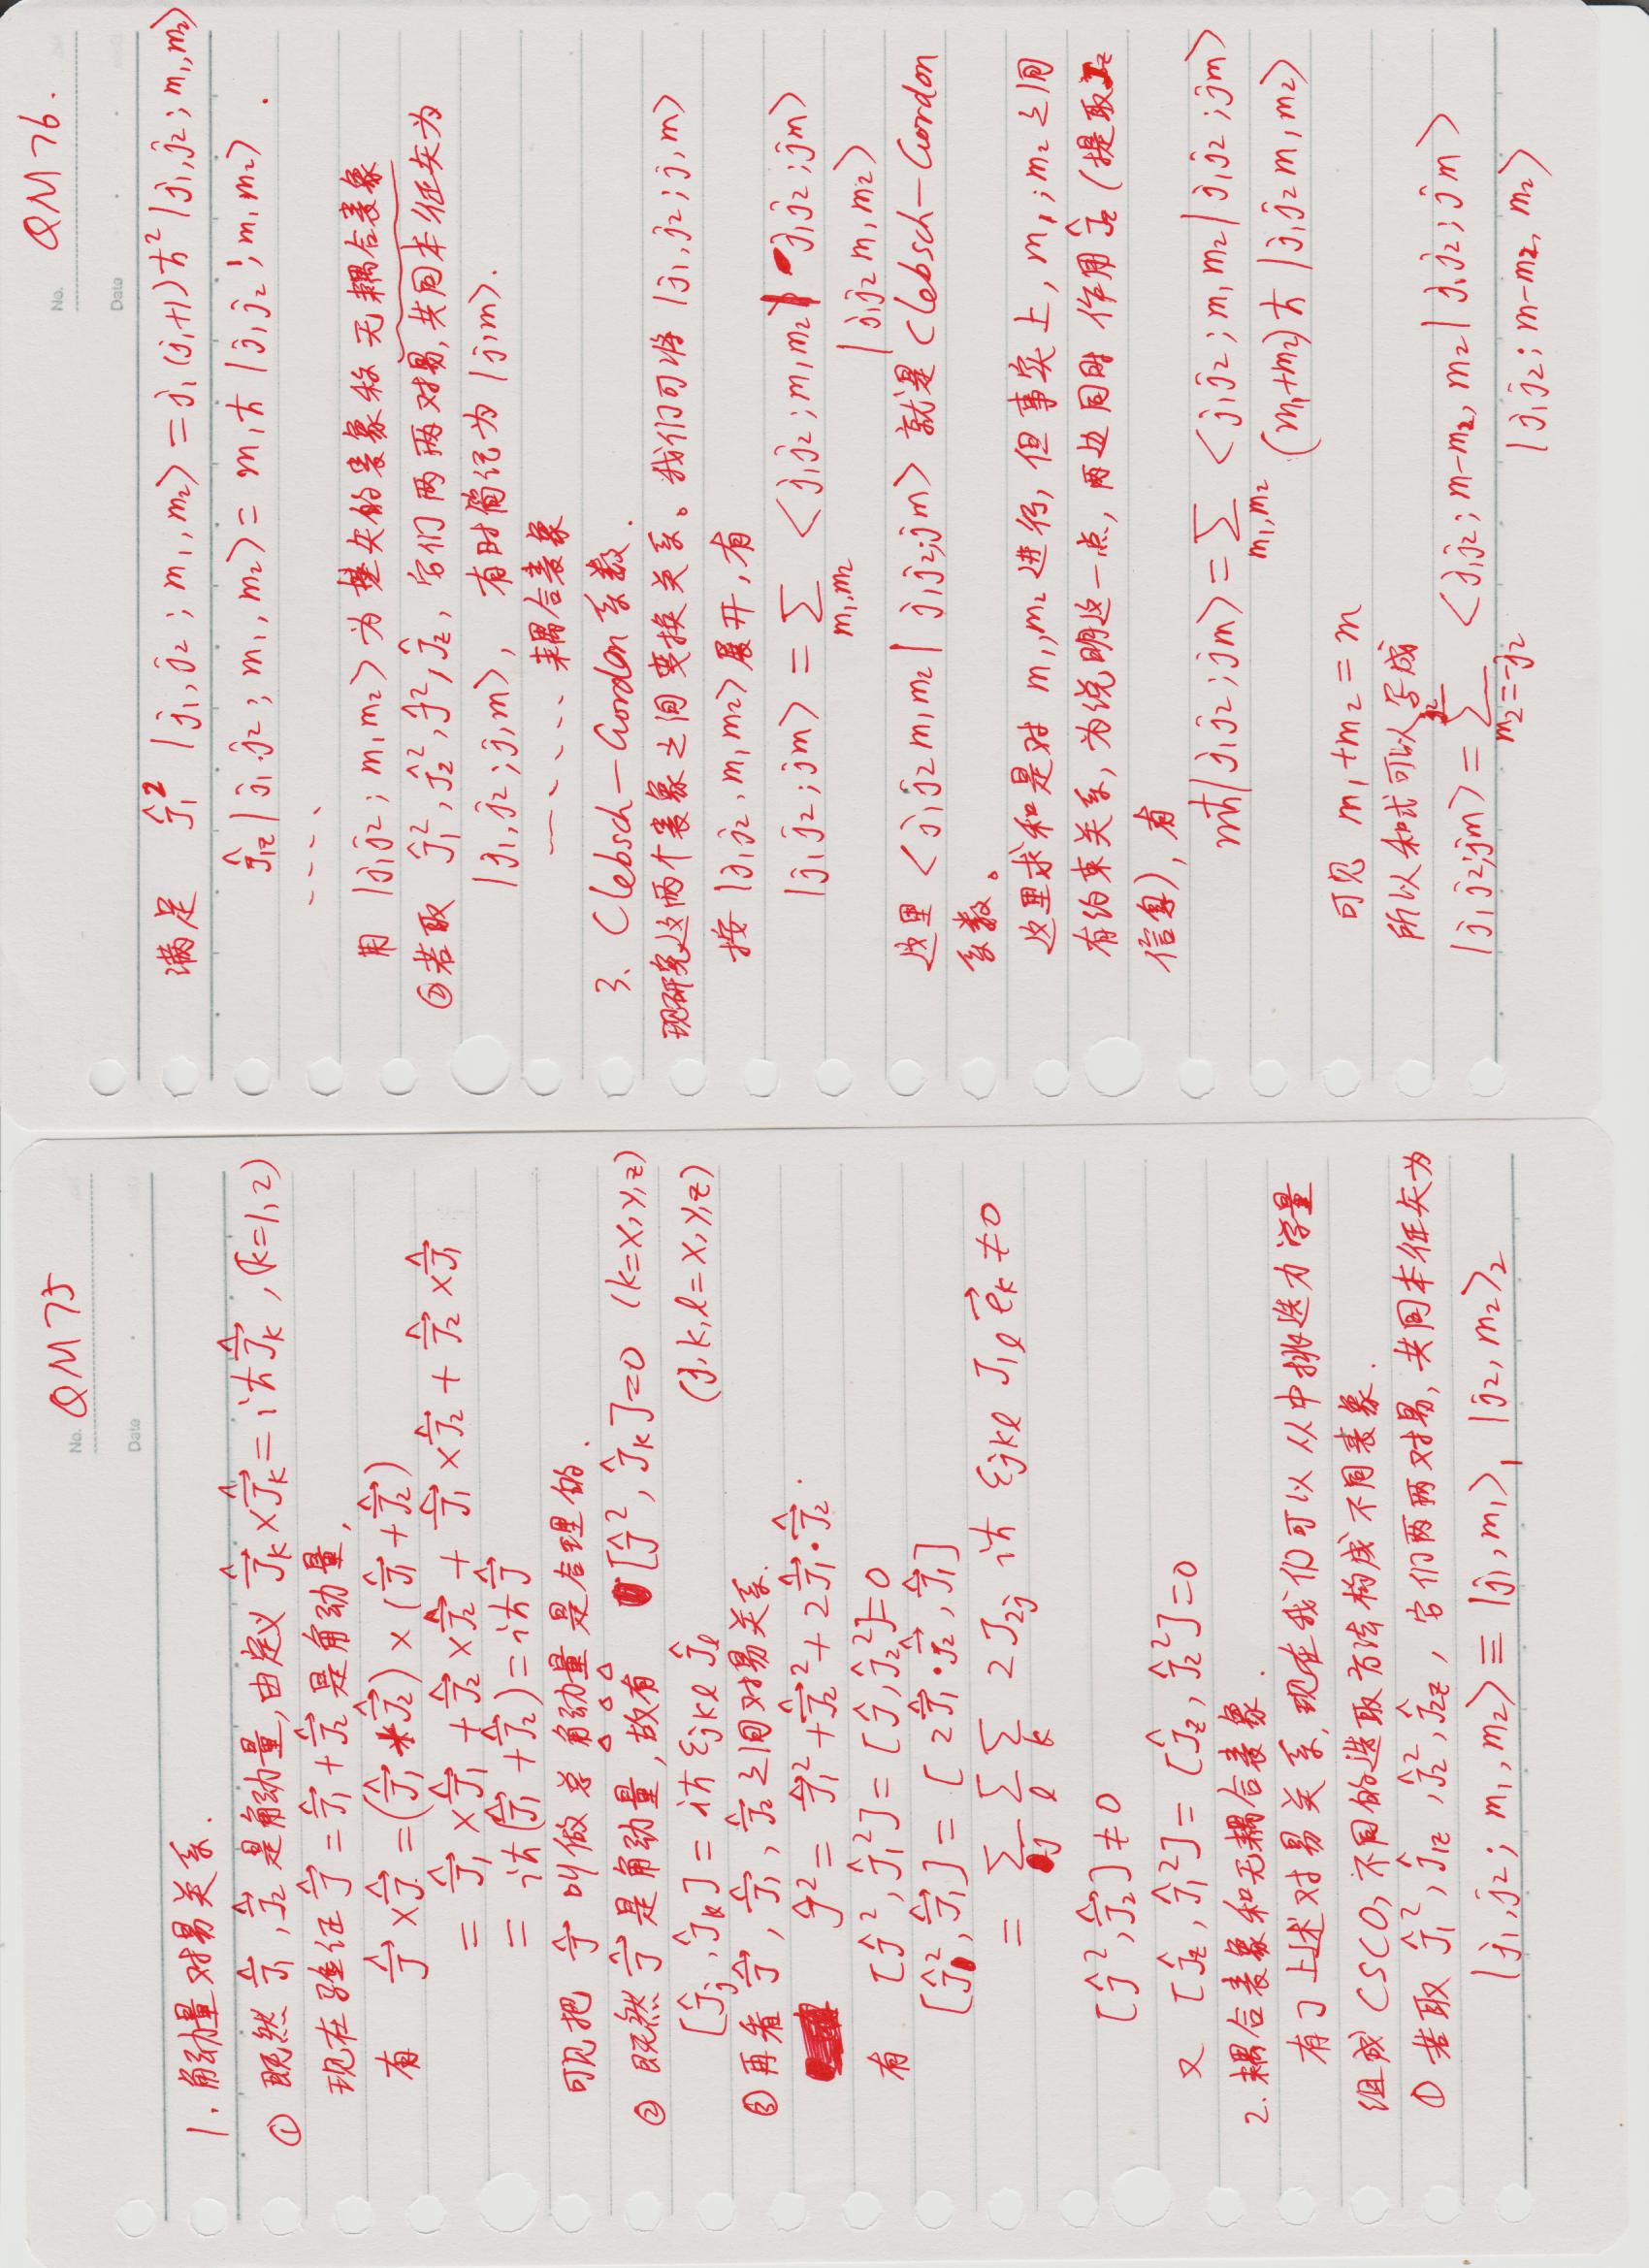 No. QM75
Date
1. 角动量对易关系.
① 既然 $\hat{\vec{J}}_1, \hat{\vec{J}}_2$ 是角动量, 由定义 $\hat{\vec{J}}_k \times \hat{\vec{J}}_k = i\hbar \hat{\vec{J}}_k$, (k=1,2)
现在验证 $\hat{\vec{J}} = \hat{\vec{J}}_1 + \hat{\vec{J}}_2$ 是角动量,
有 $\hat{\vec{J}} \times \hat{\vec{J}} = (\hat{\vec{J}}_1 + \hat{\vec{J}}_2) \times (\hat{\vec{J}}_1 + \hat{\vec{J}}_2)$
$= \hat{\vec{J}}_1 \times \hat{\vec{J}}_1 + \hat{\vec{J}}_2 \times \hat{\vec{J}}_2 + \hat{\vec{J}}_1 \times \hat{\vec{J}}_2 + \hat{\vec{J}}_2 \times \hat{\vec{J}}_1$
$= i\hbar(\hat{\vec{J}}_1 + \hat{\vec{J}}_2) = i\hbar \hat{\vec{J}}$
可见把 $\hat{\vec{J}}$ 叫做总角动量是合理的.
② 既然 $\hat{\vec{J}}$ 是角动量, 故有 $[\hat{J}^2, \hat{J}_k] = 0$ (k=x,y,z)
$[\hat{J}_j, \hat{J}_k] = i\hbar \varepsilon_{jkl} \hat{J}_l$ (j,k,l=x,y,z)
③ 再看 $\hat{\vec{J}}, \hat{\vec{J}}_1, \hat{\vec{J}}_2$ 之间对易关系.
$\hat{J}^2 = \hat{\vec{J}}_1^2 + \hat{\vec{J}}_2^2 + 2\hat{\vec{J}}_1 \cdot \hat{\vec{J}}_2$.
有 $[\hat{J}^2, \hat{J}_1^2] = [\hat{J}, \hat{J}_2^2] = 0$
$[\hat{J}^2, \hat{\vec{J}}_1] = [2\hat{\vec{J}}_1 \cdot \hat{\vec{J}}_2, \hat{\vec{J}}_1]$
$= \sum_j \sum_l \sum_k 2J_{2j} i\hbar \varepsilon_{jkl} J_{1l} \vec{e}_k \neq 0$
$[\hat{J}^2, \hat{\vec{J}}_2] \neq 0$
又 $[\hat{J}_z, \hat{J}_1^2] = [\hat{J}_z, \hat{J}_2^2] = 0$
2. 耦合表象和无耦合表象.
有了上述对易关系, 现在我们可以从中挑选力学量
组成 CSCO, 不同的选取方法构成不同表象.
① 若取 $\hat{J}_1^2, \hat{J}_{1z}, \hat{J}_2^2, \hat{J}_{2z}$, 它们两两对易, 共同本征矢为
$|j_1, j_2; m_1, m_2\rangle \equiv |j_1, m_1\rangle_1 |j_2, m_2\rangle_2$
No. QM76.
Date
满足 $\hat{J}_1^2 |j_1, j_2; m_1, m_2\rangle = j_1(j_1+1)\hbar^2 |j_1, j_2; m_1, m_2\rangle$
$\hat{J}_{1z} |j_1, j_2; m_1, m_2\rangle = m_1\hbar |j_1 j_2; m_1 m_2\rangle$.
....
用 $|j_1 j_2; m_1 m_2\rangle$ 为基矢的表象称无耦合表象
② 若取 $\hat{J}_1^2, \hat{J}_2^2, \hat{J}^2, \hat{J}_z$, 它们两两对易, 共同本征矢为
$|j_1, j_2; j, m\rangle$, 有时简记为 $|j, m\rangle$.
..... 耦合表象
3. Clebsch—Gordon 系数.
现研究这两个表象之间变换关系。我们可将 $|j_1, j_2; j, m\rangle$
按 $|j_1 j_2, m_1 m_2\rangle$ 展开, 有
$|j_1 j_2; jm\rangle = \sum_{m_1, m_2} \langle j_1 j_2; m_1 m_2 | j_1 j_2; jm\rangle$
$|j_1 j_2 m_1 m_2\rangle$
这里 $\langle j_1 j_2 m_1 m_2 | j_1 j_2; jm\rangle$ 就是 Clebsch—Gordon
系数。
这里求和是对 $m_1, m_2$ 进行, 但事实上, $m_1; m_2$ 之间
有约束关系, 为说明这一点, 两边同时 作用 $\hat{J}_z$ (提取 $J_z$
信息), 有
$m\hbar |j_1 j_2; jm\rangle = \sum_{m_1, m_2} \langle j_1 j_2; m_1 m_2 | j_1 j_2; jm\rangle$
$(m_1 + m_2)\hbar |j_1 j_2 m_1 m_2\rangle$
可见 $m_1 + m_2 = m$
所以和式可以写成
$|j_1 j_2; jm\rangle = \sum_{m_2=-j_2}^{j_2} \langle j_1 j_2; m-m_2, m_2 | j_1 j_2; jm\rangle$
$|j_1 j_2; m-m_2, m_2\rangle$